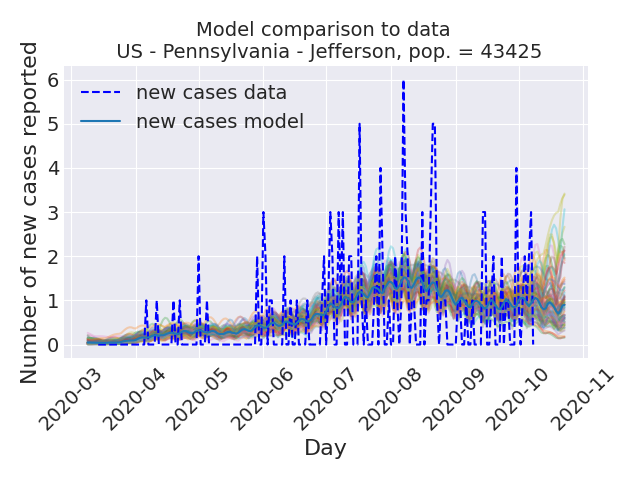 Model comparison to data
US - Pennsylvania - Jefferson, pop. = 43425
Number of new cases reported
6
5
4
3
2
1
0
new cases data
new cases model
2020-03
2020-04
2020-05
2020-06
2020-07
2020-08
2020-09
2020-10
2020-11
Day